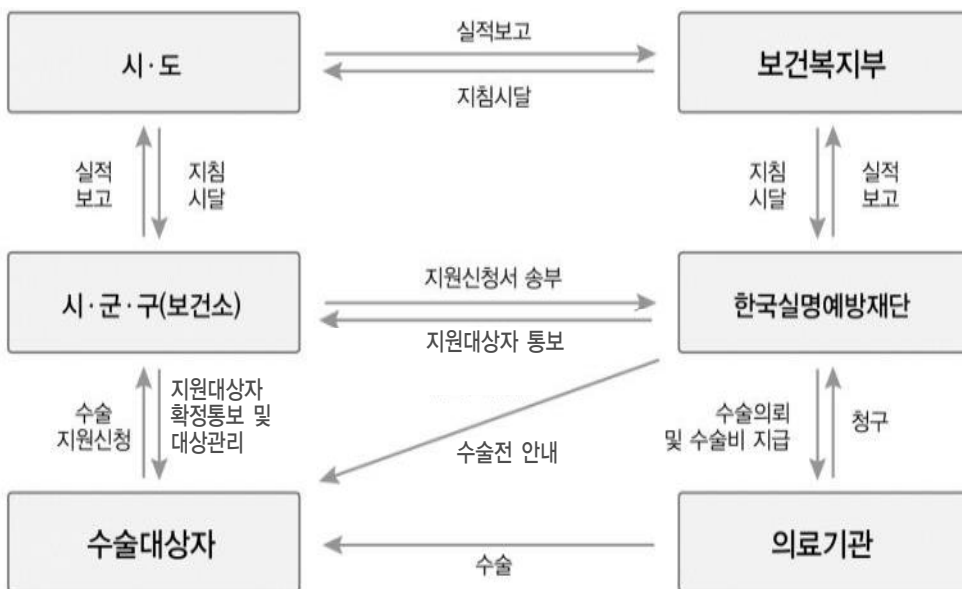 실적보고
시·도
보건복지부
지침시달
실적
보고
지침
시달
지침
시달
실적
보고
지원신청서 송부
시·군·구(보건소)
한국실명예방재단
지원대상자 통보
수술
지원신청
지원대상자
확정통보 및
대상관리
수술전 안내
수술의뢰
및 수술비 지급
청구
수술대상자
의료기관
수술